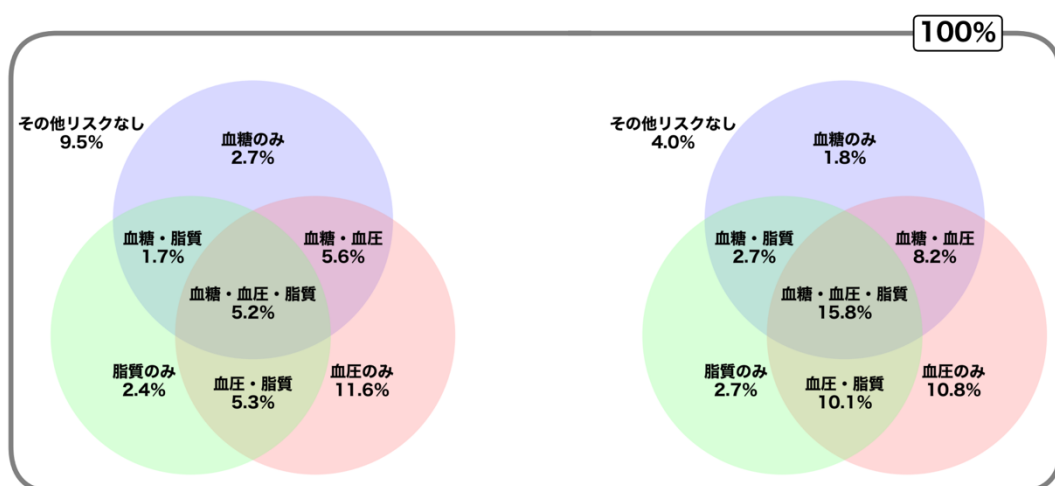 100%
その他リスクなし
9.5%
血糖のみ
2.7%
血糖・脂質
1.7%
血糖・血圧
5.6%
血糖・血圧・脂質
5.2%
脂質のみ
2.4%
血圧・脂質
5.3%
血圧のみ
11.6%
その他リスクなし
4.0%
血糖のみ
1.8%
血糖・脂質
2.7%
血糖・血圧
8.2%
血糖・血圧・脂質
15.8%
脂質のみ
2.7%
血圧・脂質
10.1%
血圧のみ
10.8%